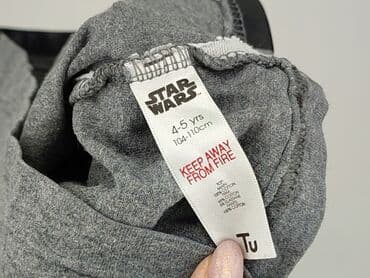 STAR
WARS
4-5 yrs
104-110cm
KEEP AWAY
FROM FIRE
Tu